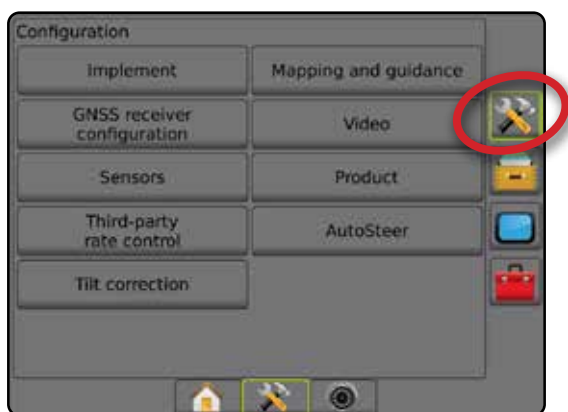 Configuration
Implement
Mapping and guidance
GNSS receiver
configuration
Video
Sensors
Product
Third-party
rate control
AutoSteer
Tilt correction